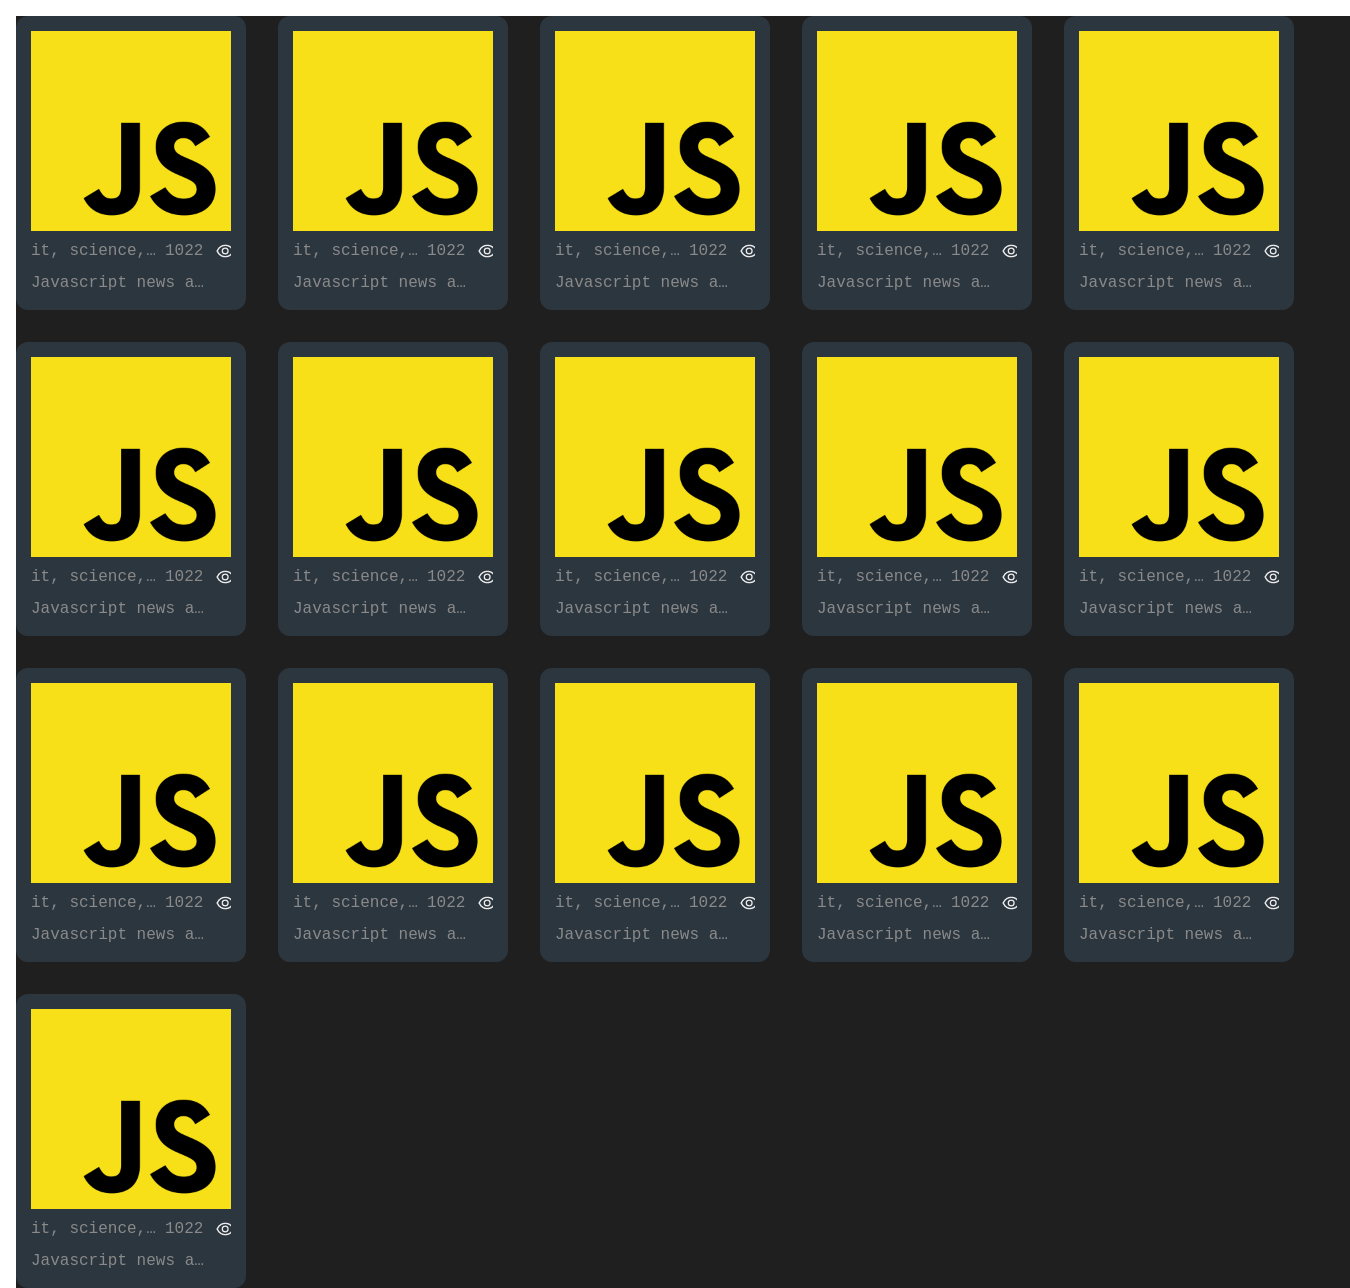 JS JS JS JS JS
it, science,… 1022 it, science,… 1022 it, science,… 1022 it, science,… 1022 it, science,… 1022
Javascript news a… Javascript news a… Javascript news a… Javascript news a… Javascript news a…
JS JS JS JS JS
it, science,… 1022 it, science,… 1022 it, science,… 1022 it, science,… 1022 it, science,… 1022
Javascript news a… Javascript news a… Javascript news a… Javascript news a… Javascript news a…
JS JS JS JS JS
it, science,… 1022 it, science,… 1022 it, science,… 1022 it, science,… 1022 it, science,… 1022
Javascript news a… Javascript news a… Javascript news a… Javascript news a… Javascript news a…
JS
it, science,… 1022
Javascript news a…